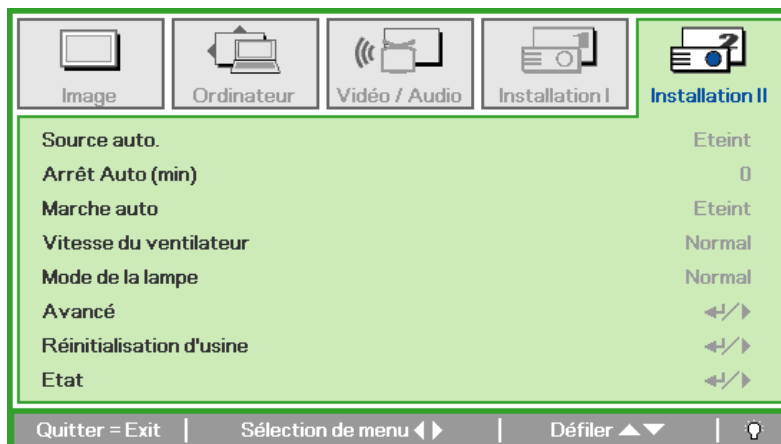 Image
Ordinateur
Vidéo / Audio
Installation I
Installation II
Source auto. Eteint
Arrêt Auto (min) 0
Marche auto Eteint
Vitesse du ventilateur Normal
Mode de la lampe Normal
Avancé
Réinitialisation d'usine
Etat
Quitter = Exit | Sélection de menu | Défiler |